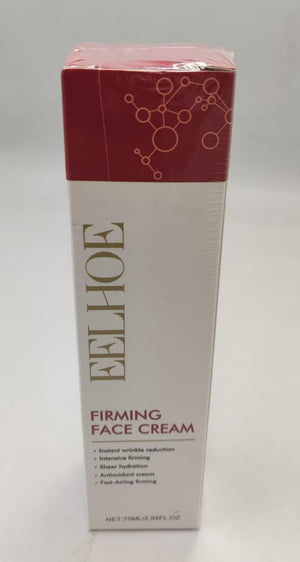 EELHOE
FIRMING
FACE CREAM
• Instant wrinkle reduction
• Intensive firming
• Sheer hydration
• Antioxidant cream
• Fast-Acting firming
NET:75ML/2.54FL.OZ